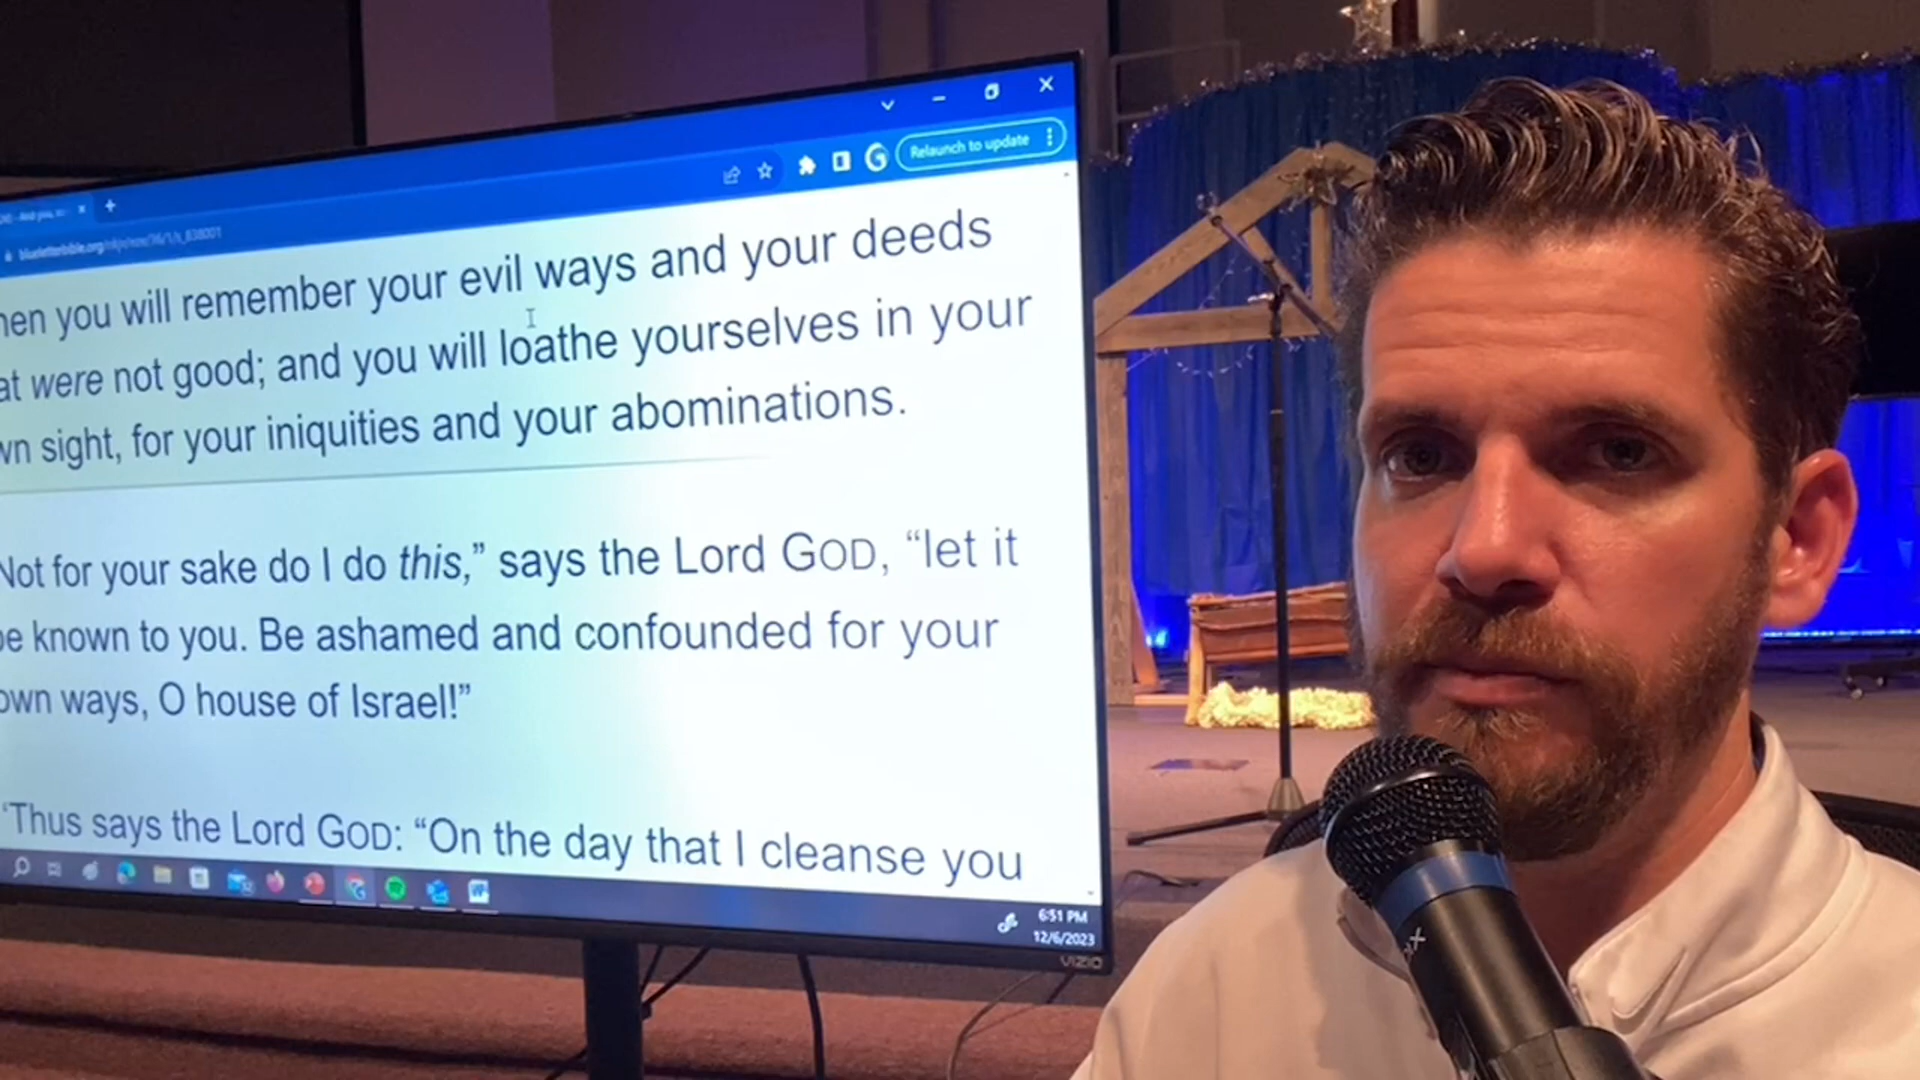 Relaunch to update
blueletterbible.org
hen you will remember your evil ways and your deeds
at were not good; and you will loathe yourselves in your
wn sight, for your iniquities and your abominations.
Not for your sake do I do this,” says the Lord GOD, “let it
be known to you. Be ashamed and confounded for your
own ways, O house of Israel!”
‘Thus says the Lord GOD: “On the day that I cleanse you
6:51 PM
12/6/2023
VIZIO